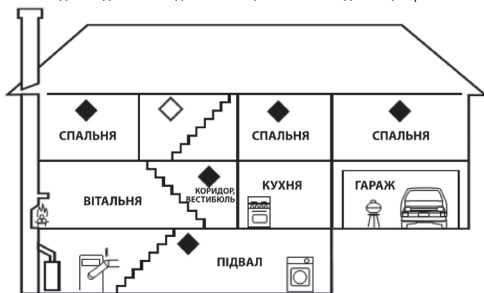 СПАЛЬНЯ
СПАЛЬНЯ
СПАЛЬНЯ
ВІТАЛЬНЯ
КОРИДОР,
ВЕСТИБЮЛЬ
КУХНЯ
ГАРАЖ
ПІДВАЛ